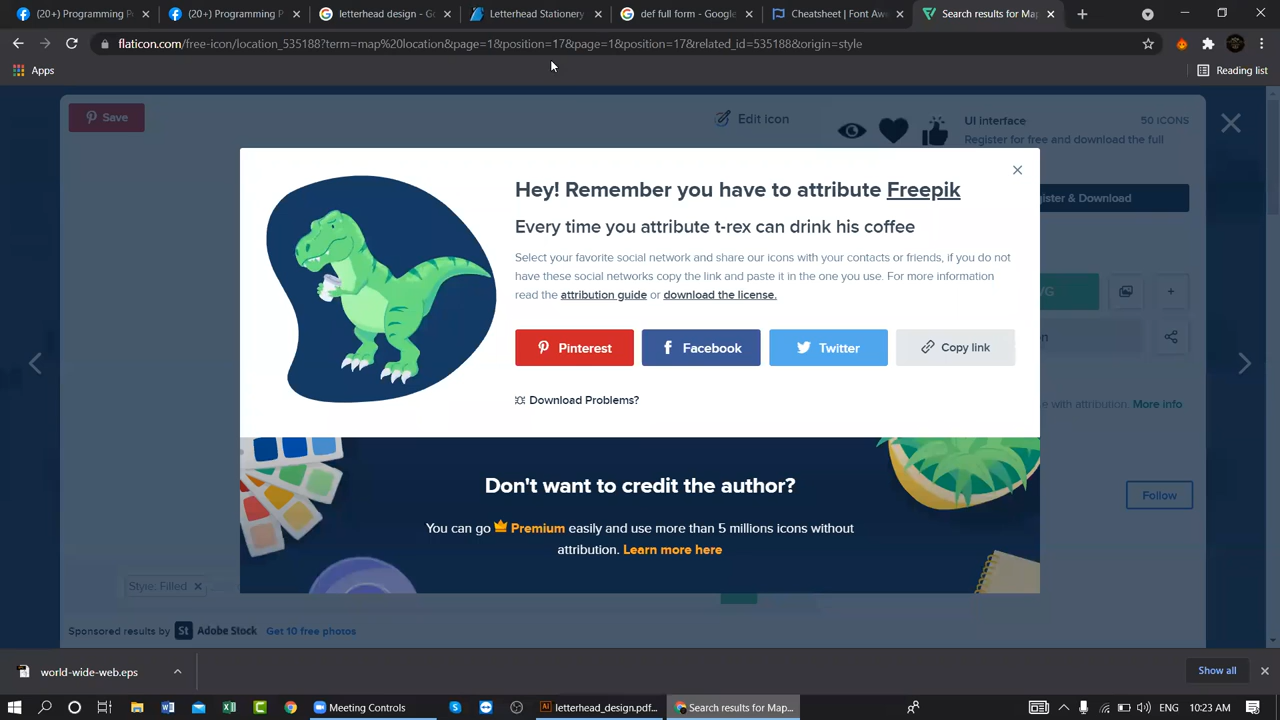 (20+) Programming P
(20+) Programming P
letterhead design - G
Letterhead Stationery
def full form - Google
Cheatsheet | Font Awe
Search results for Map
flaticon.com/free-icon/location_535188?term=map%20location&page=1&position=17&page=1&position=17&related_id=535188&origin=style
Apps
Reading list
Save
Edit icon
UI interface
50 ICONS
Register for free and download the full
gister & Download
Hey! Remember you have to attribute Freepik
Every time you attribute t-rex can drink his coffee
Select your favorite social network and share our icons with your contacts or friends, if you do not
have these social networks copy the link and paste it in the one you use. For more information
read the attribution guide or download the license.
VG
Pinterest
Facebook
Twitter
Copy link
on
Download Problems?
e with attribution. More info
Don't want to credit the author?
Follow
You can go Premium easily and use more than 5 millions icons without
attribution. Learn more here
Style: Filled
Sponsored results by St Adobe Stock Get 10 free photos
world-wide-web.eps
Show all
Meeting Controls
letterhead_design.pdf...
Search results for Map...
ENG
10:23 AM